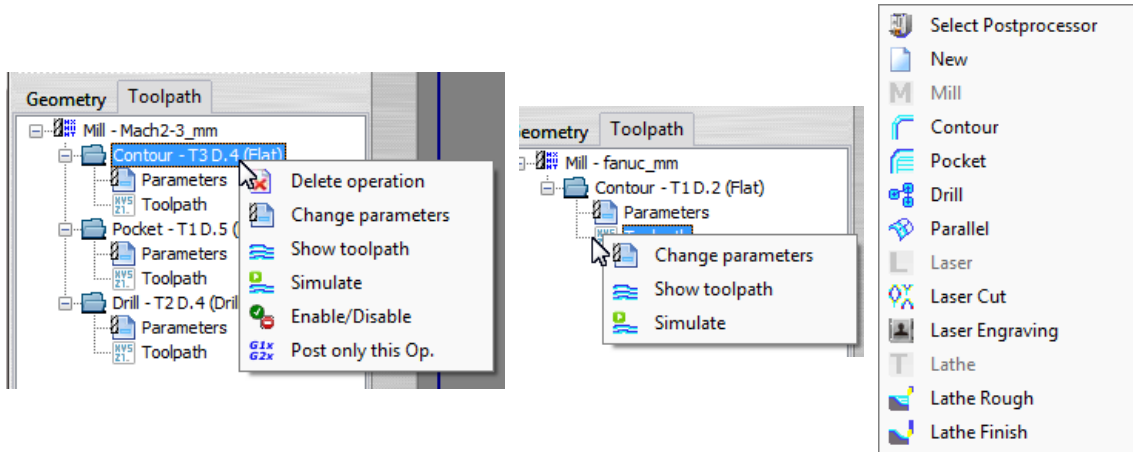 Geometry Toolpath
Mill - Mach2-3_mm
Contour - T3 D.4 (Flat)
Parameters
Toolpath
Pocket - T1 D.5 (
Parameters
Toolpath
Drill - T2 D.4 (Dril
Parameters
Toolpath
Delete operation
Change parameters
Show toolpath
Simulate
Enable/Disable
G1x
G2x
Post only this Op.
eometry Toolpath
Mill - fanuc_mm
Contour - T1 D.2 (Flat)
Parameters
Change parameters
Show toolpath
Simulate
Select Postprocessor
New
M Mill
Contour
Pocket
Drill
Parallel
L Laser
Laser Cut
Laser Engraving
T Lathe
Lathe Rough
Lathe Finish